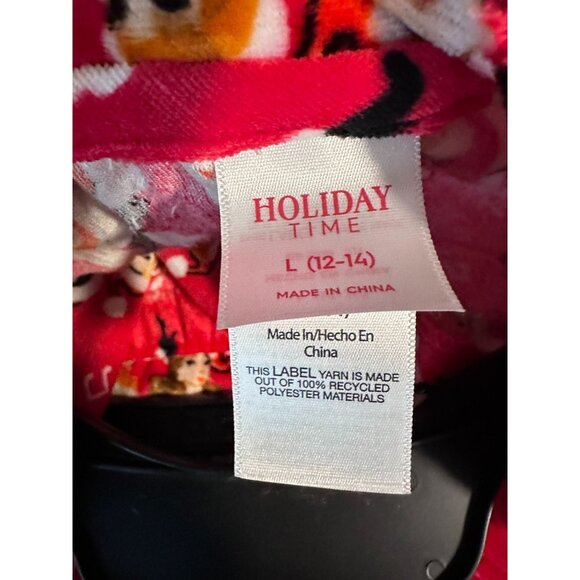 HOLIDAY
TIME
L (12-14)
MADE IN CHINA
Made In/Hecho En
China
THIS LABEL YARN IS MADE
OUT OF 100% RECYCLED
POLYESTER MATERIALS